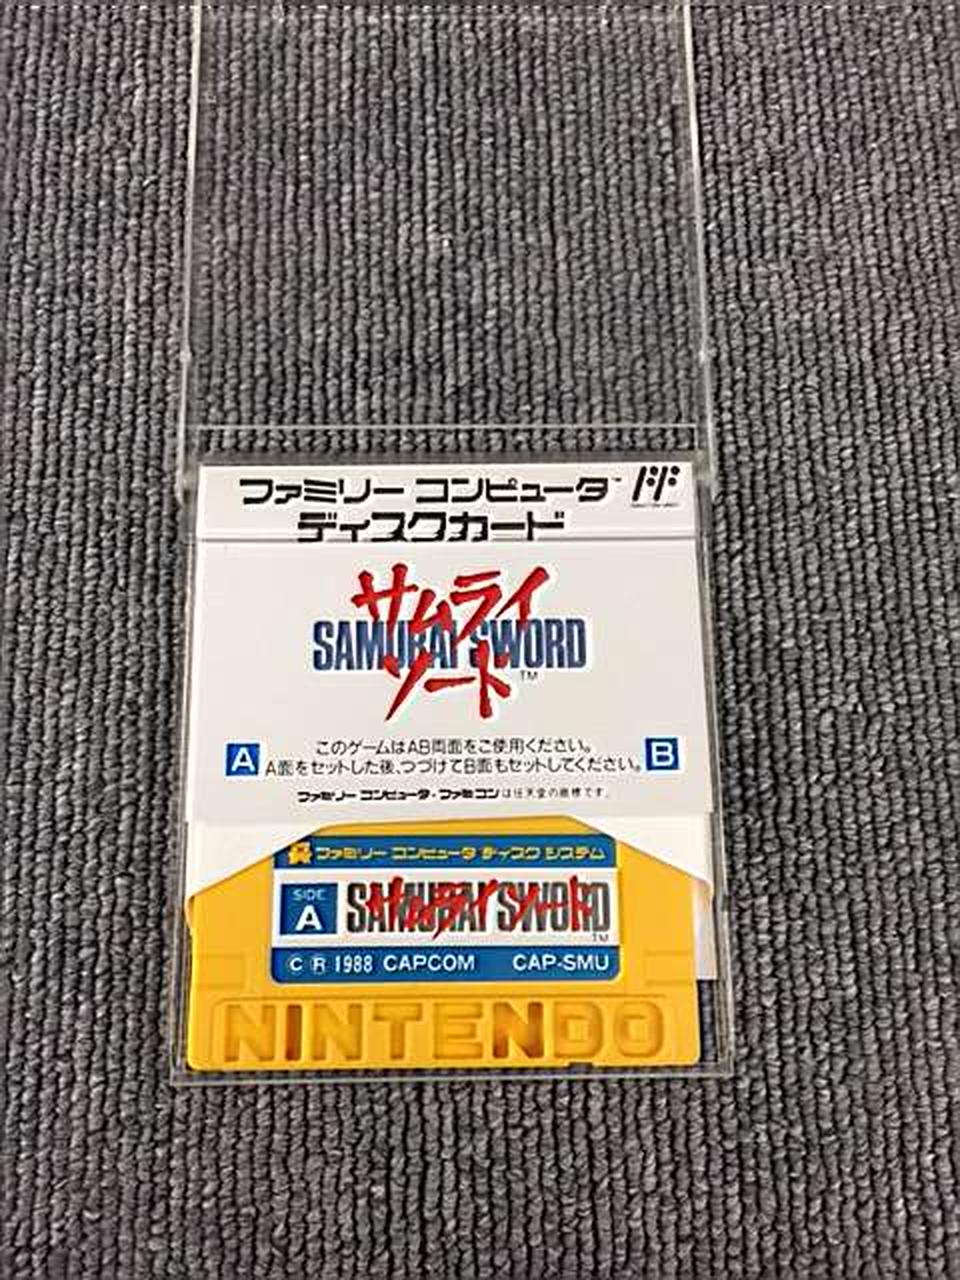 ファミリー コンピュータ™
ディスクカード
サムライ
SAMURAI SWORD
ソード
TM
A
このゲームはAB両面をご使用ください。
A面をセットした後、つづけてB面もセットしてください。
B
ファミリー コンピュータ・ファミコンは任天堂の商標です。
ファミリー コンピュータ ディスク システム
SIDE
A
SAMURAI SWORD
サムライ ソード
TM
© Ⓡ 1988 CAPCOM CAP-SMU
NINTENDO